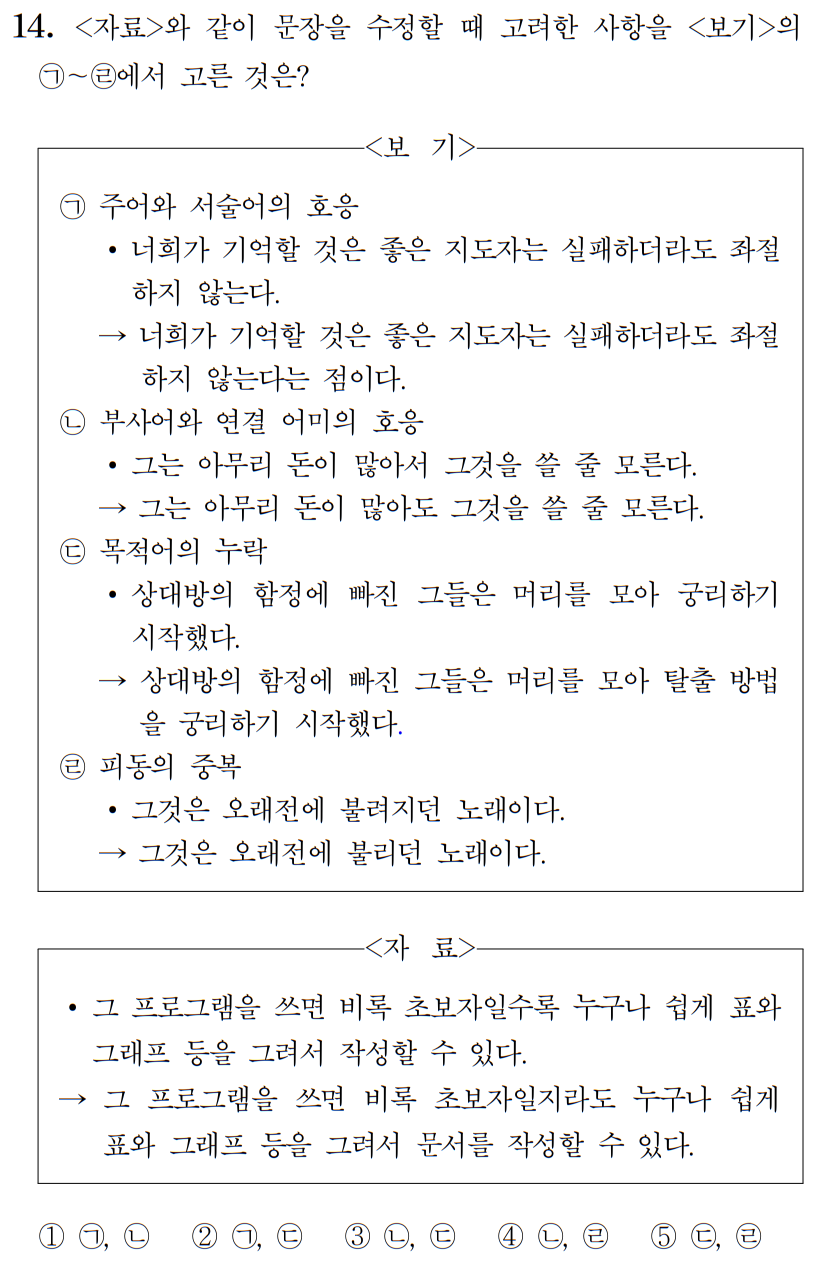 14. <자료>와 같이 문장을 수정할 때 고려한 사항을 <보기>의
㉠~㉣에서 고른 것은?
<보 기>
㉠ 주어와 서술어의 호응
• 너희가 기억할 것은 좋은 지도자는 실패하더라도 좌절
하지 않는다.
→ 너희가 기억할 것은 좋은 지도자는 실패하더라도 좌절
하지 않는다는 점이다.
㉡ 부사어와 연결 어미의 호응
• 그는 아무리 돈이 많아서 그것을 쓸 줄 모른다.
→ 그는 아무리 돈이 많아도 그것을 쓸 줄 모른다.
㉢ 목적어의 누락
• 상대방의 함정에 빠진 그들은 머리를 모아 궁리하기
시작했다.
→ 상대방의 함정에 빠진 그들은 머리를 모아 탈출 방법
을 궁리하기 시작했다.
㉣ 피동의 중복
• 그것은 오래전에 불려지던 노래이다.
→ 그것은 오래전에 불리던 노래이다.
<자 료>
• 그 프로그램을 쓰면 비록 초보자일수록 누구나 쉽게 표와
그래프 등을 그려서 작성할 수 있다.
→ 그 프로그램을 쓰면 비록 초보자일지라도 누구나 쉽게
표와 그래프 등을 그려서 문서를 작성할 수 있다.
① ㉠, ㉡ ② ㉠, ㉢ ③ ㉡, ㉢ ④ ㉡, ㉣ ⑤ ㉢, ㉣